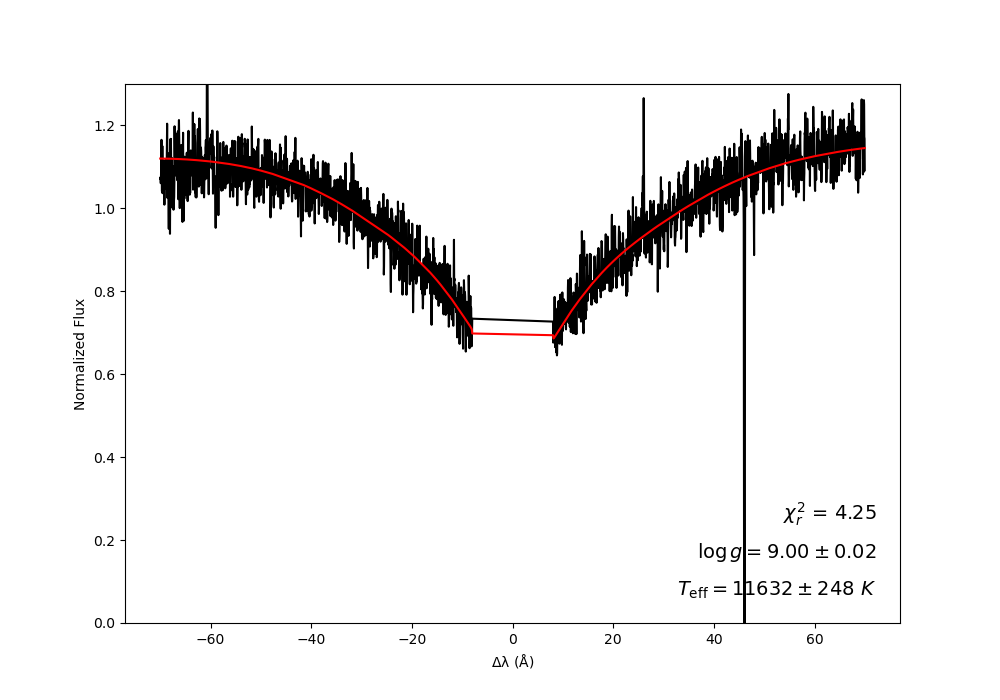 1.2
1.0
0.8
0.6
0.4
0.2
0.0
Normalized Flux
χ²ᵣ = 4.25
log g = 9.00 ± 0.02
T_eff = 11632 ± 248 K
−60 −40 −20 0 20 40 60
Δλ (Å)